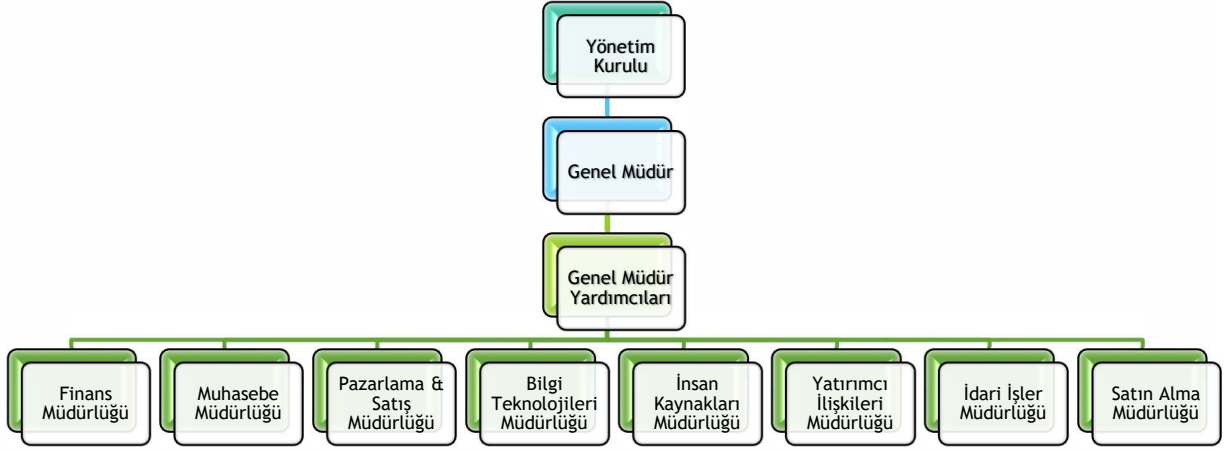 Yönetim
Kurulu
Genel Müdür
Genel Müdür
Yardımcıları
Finans
Müdürlüğü
Muhasebe
Müdürlüğü
Pazarlama &
Satış
Müdürlüğü
Bilgi
Teknolojileri
Müdürlüğü
İnsan
Kaynakları
Müdürlüğü
Yatırımcı
İlişkileri
Müdürlüğü
İdari İşler
Müdürlüğü
Satın Alma
Müdürlüğü